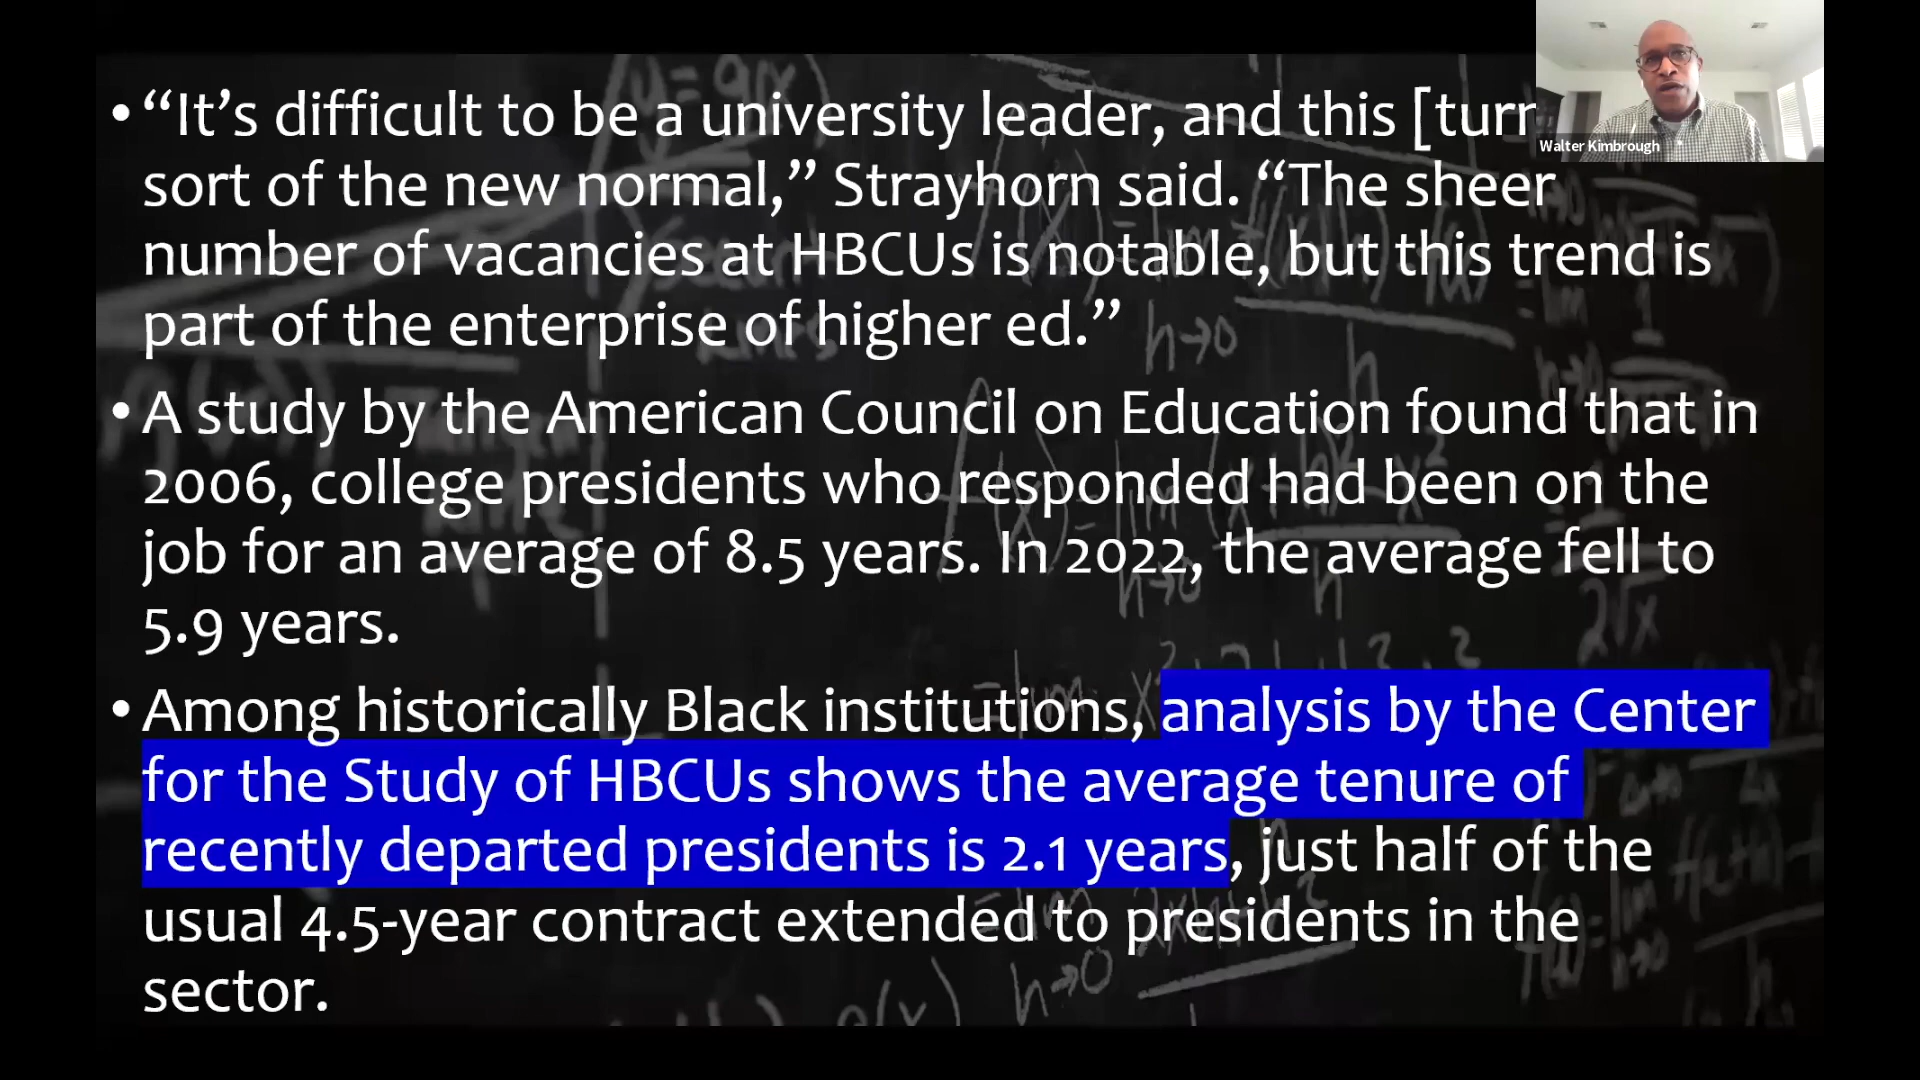 • “It’s difficult to be a university leader, and this [turn
sort of the new normal,” Strayhorn said. “The sheer
number of vacancies at HBCUs is notable, but this trend is
part of the enterprise of higher ed.”
• A study by the American Council on Education found that in
2006, college presidents who responded had been on the
job for an average of 8.5 years. In 2022, the average fell to
5.9 years.
• Among historically Black institutions, analysis by the Center
for the Study of HBCUs shows the average tenure of
recently departed presidents is 2.1 years, just half of the
usual 4.5-year contract extended to presidents in the
sector.
Walter Kimbrough